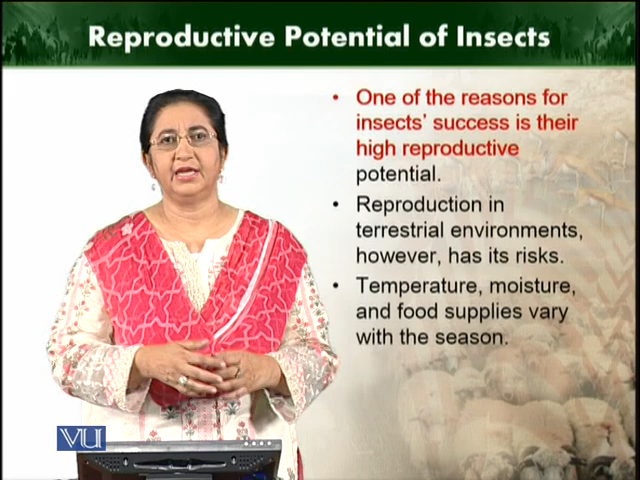 Reproductive Potential of Insects
• One of the reasons for
insects' success is their
high reproductive
potential.
• Reproduction in
terrestrial environments,
however, has its risks.
• Temperature, moisture,
and food supplies vary
with the season.
VU